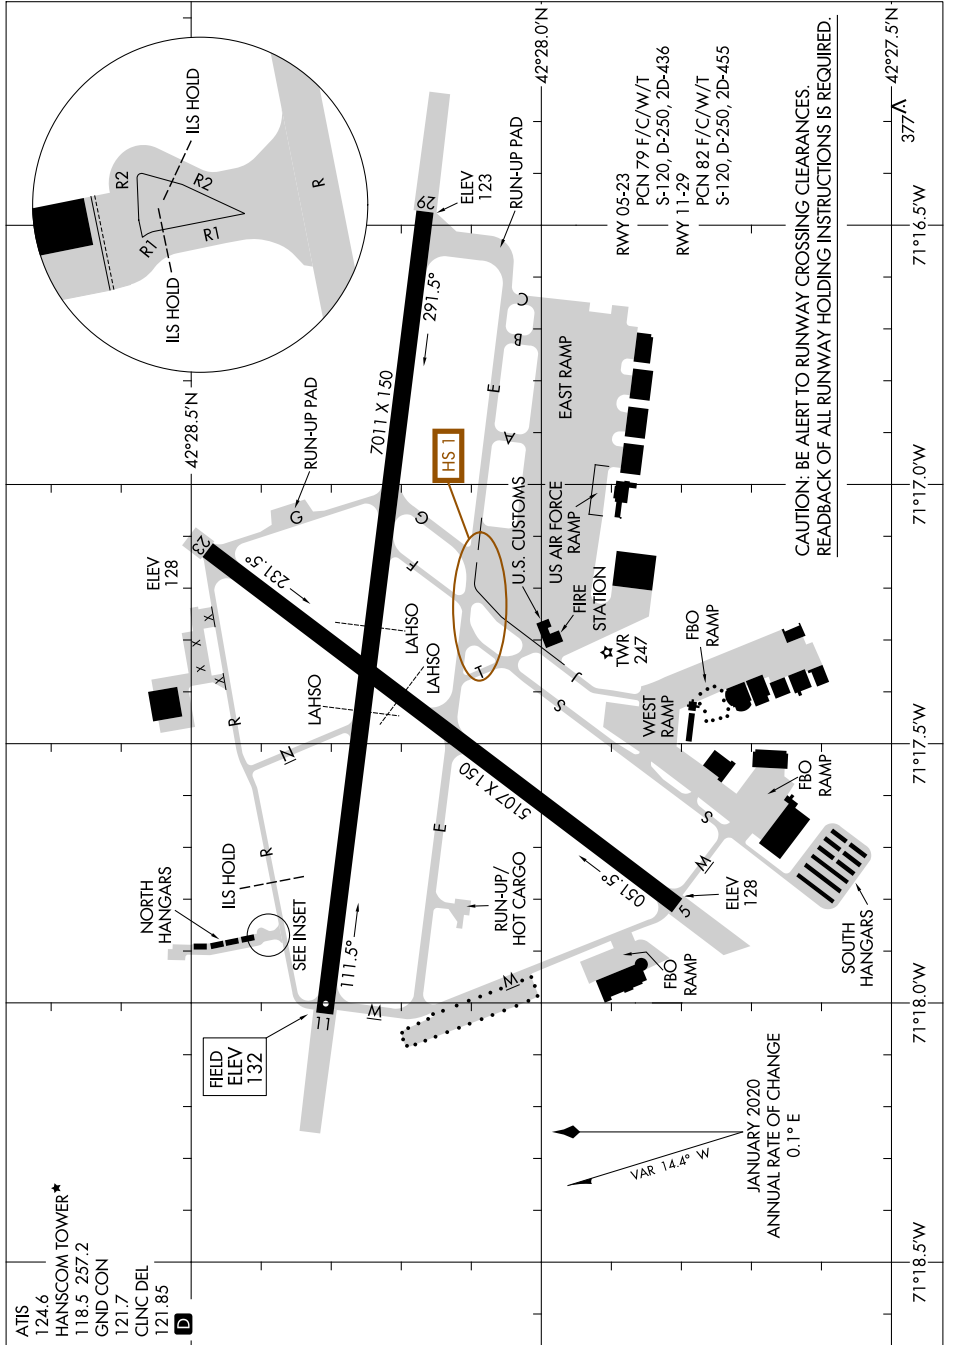 ATIS
124.6
HANSCOM TOWER★
118.5 257.2
GND CON
121.7
CLNC DEL
121.85
D
FIELD
ELEV
132
11
111.5°
NORTH
HANGARS
ILS HOLD
SEE INSET
R
R
N
X X X
X X
ELEV
128
23
231.5°
RUN-UP PAD
G
G
F
LAHSO
LAHSO
LAHSO
7011 X 150
291.5°
29
ELEV
123
RUN-UP PAD
R1
R1
R2
R2
R
ILS HOLD
ILS HOLD
42°28.5'N
42°28.0'N
42°27.5'N
HS 1
E
E
A
B
C
EAST RAMP
U.S. CUSTOMS
US AIR FORCE
RAMP
FIRE
STATION
TWR
247
T
J
S
S
FBO
RAMP
WEST
RAMP
FBO
RAMP
FBO
RAMP
SOUTH
HANGARS
5107 X 150
051.5°
5
ELEV
128
RUN-UP/
HOT CARGO
M
M
M
RWY 05-23
PCN 79 F/C/W/T
S-120, D-250, 2D-436
RWY 11-29
PCN 82 F/C/W/T
S-120, D-250, 2D-455
CAUTION: BE ALERT TO RUNWAY CROSSING CLEARANCES.
READBACK OF ALL RUNWAY HOLDING INSTRUCTIONS IS REQUIRED.
377
VAR 14.4° W
JANUARY 2020
ANNUAL RATE OF CHANGE
0.1° E
71°18.5'W
71°18.0'W
71°17.5'W
71°17.0'W
71°16.5'W